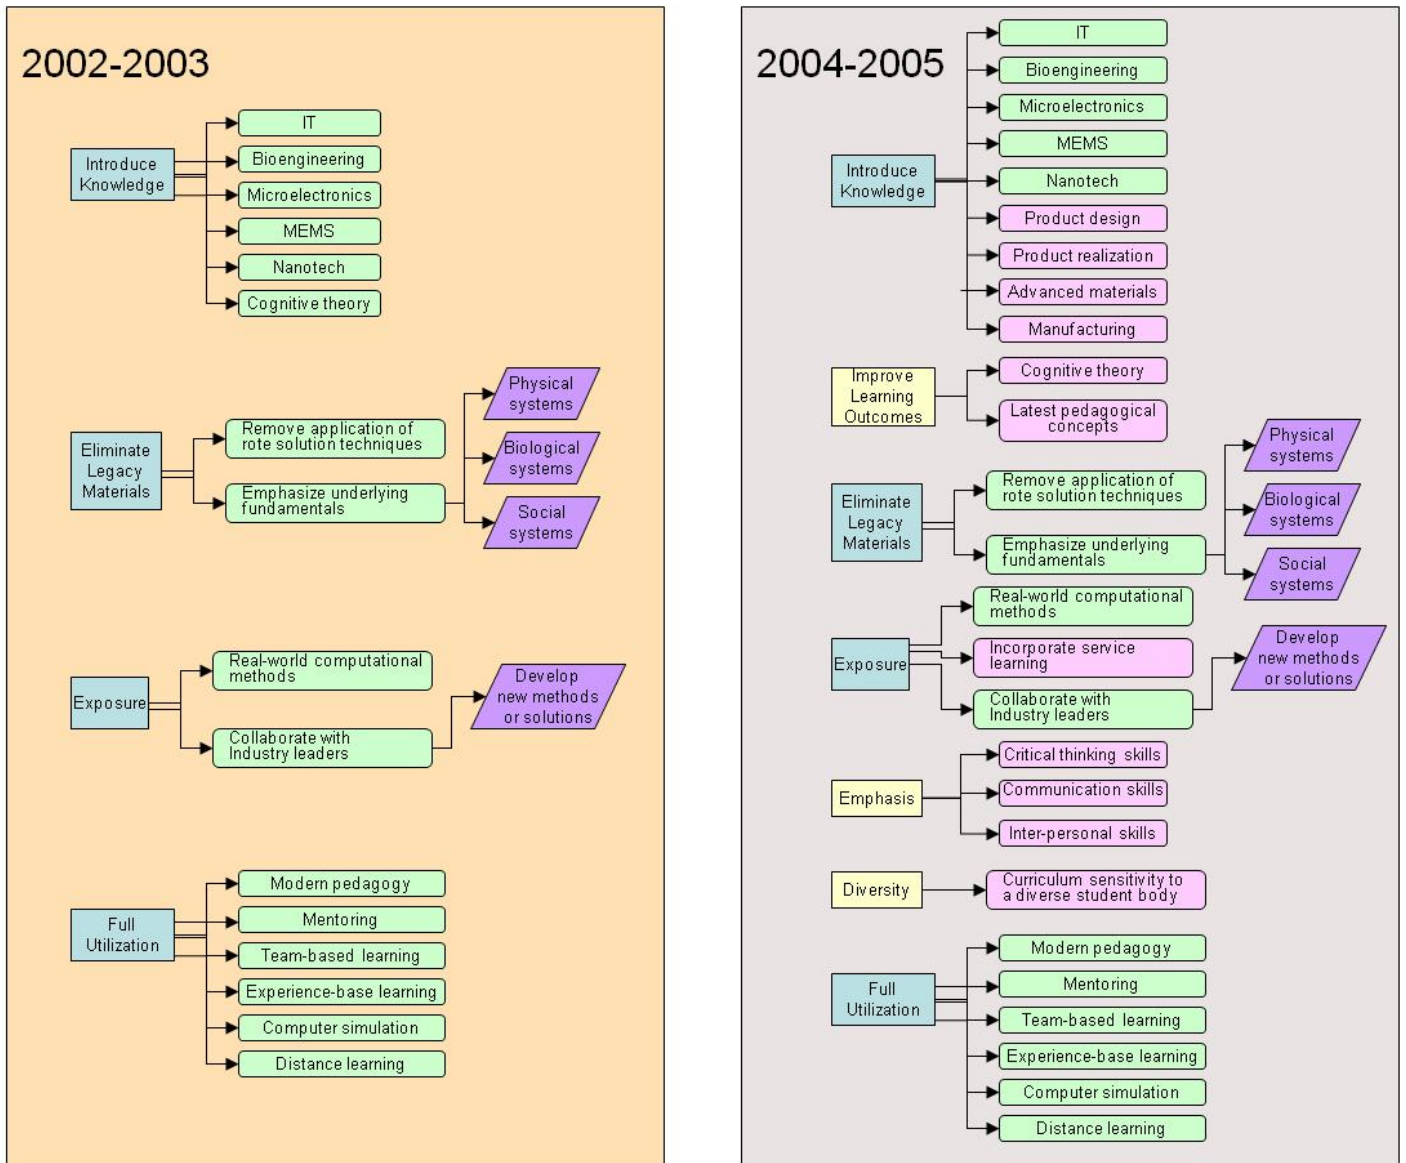 2002-2003
IT
Bioengineering
Microelectronics
MEMS
Nanotech
Cognitive theory
Introduce
Knowledge
Eliminate
Legacy
Materials
Remove application of
rote solution techniques
Emphasize underlying
fundamentals
Physical
systems
Biological
systems
Social
systems
Exposure
Real-world computational
methods
Collaborate with
Industry leaders
Develop
new methods
or solutions
Full
Utilization
Modern pedagogy
Mentoring
Team-based learning
Experience-base learning
Computer simulation
Distance learning
2004-2005
Introduce
Knowledge
IT
Bioengineering
Microelectronics
MEMS
Nanotech
Product design
Product realization
Advanced materials
Manufacturing
Improve
Learning
Outcomes
Cognitive theory
Latest pedagogical
concepts
Eliminate
Legacy
Materials
Remove application of
rote solution techniques
Emphasize underlying
fundamentals
Physical
systems
Biological
systems
Social
systems
Exposure
Real-world computational
methods
Incorporate service
learning
Collaborate with
Industry leaders
Develop
new methods
or solutions
Emphasis
Critical thinking skills
Communication skills
Inter-personal skills
Diversity
Curriculum sensitivity to
a diverse student body
Full
Utilization
Modern pedagogy
Mentoring
Team-based learning
Experience-base learning
Computer simulation
Distance learning